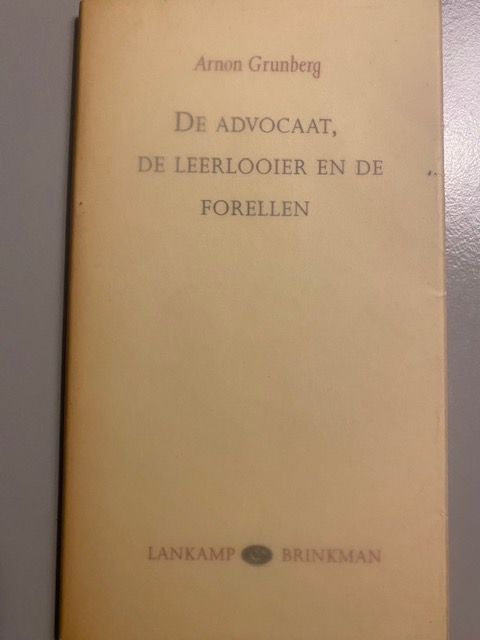 Arnon Grunberg
DE ADVOCAAT,
DE LEERLOOIER EN DE
FORELLEN
LANKAMP & BRINKMAN